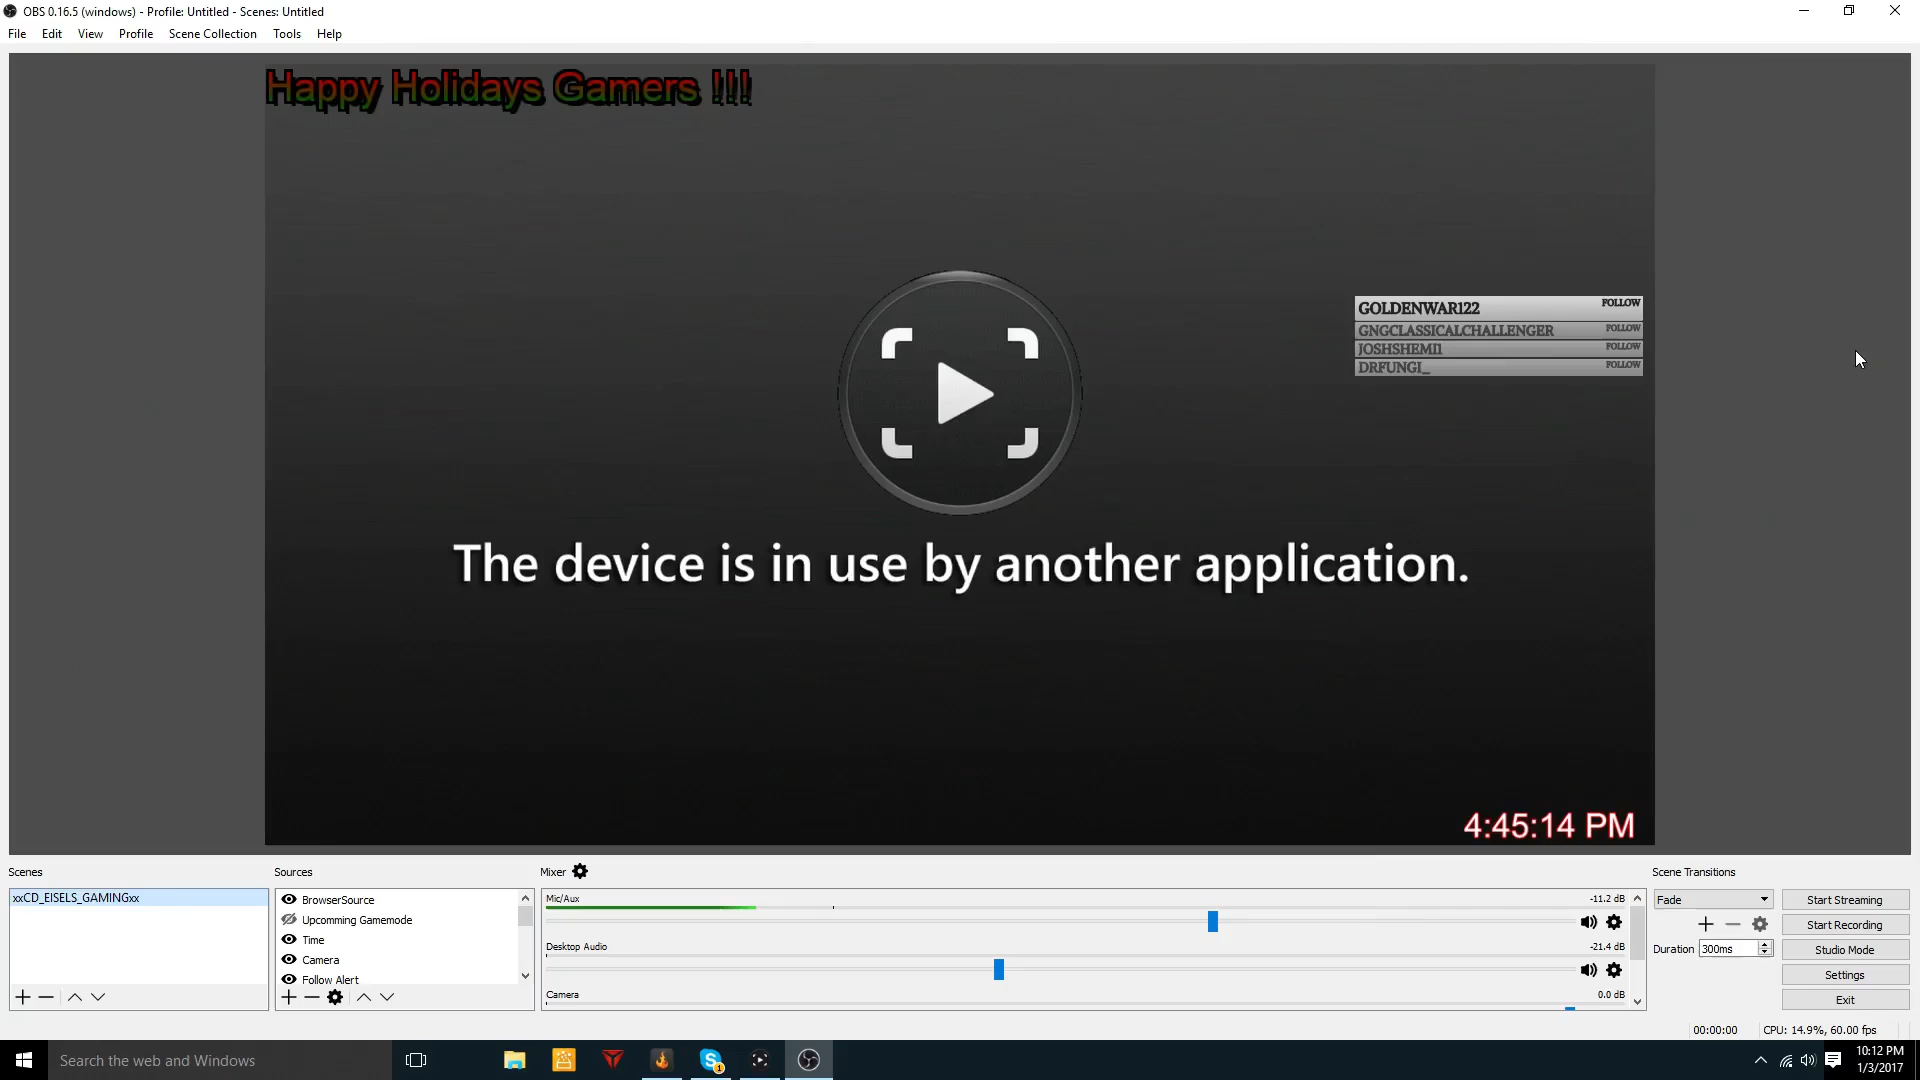 OBS 0.16.5 (windows) - Profile: Untitled - Scenes: Untitled
File Edit View Profile Scene Collection Tools Help
Happy Holidays Gamers !!!
GOLDENWAR122 FOLLOW
GNGCLASSICALCHALLENGER FOLLOW
JOSHSHEMI1 FOLLOW
DRFUNGI_ FOLLOW
The device is in use by another application.
4:45:14 PM
Scenes
xxCD_EISELS_GAMINGxx
Sources
BrowserSource
Upcomming Gamemode
Time
Camera
Follow Alert
Mixer
Mic/Aux -11.2 dB
Desktop Audio -21.4 dB
Camera 0.0 dB
Scene Transitions
Fade
Duration 300ms
Start Streaming
Start Recording
Studio Mode
Settings
Exit
00:00:00 CPU: 14.9%, 60.00 fps
Search the web and Windows
1
10:12 PM
1/3/2017